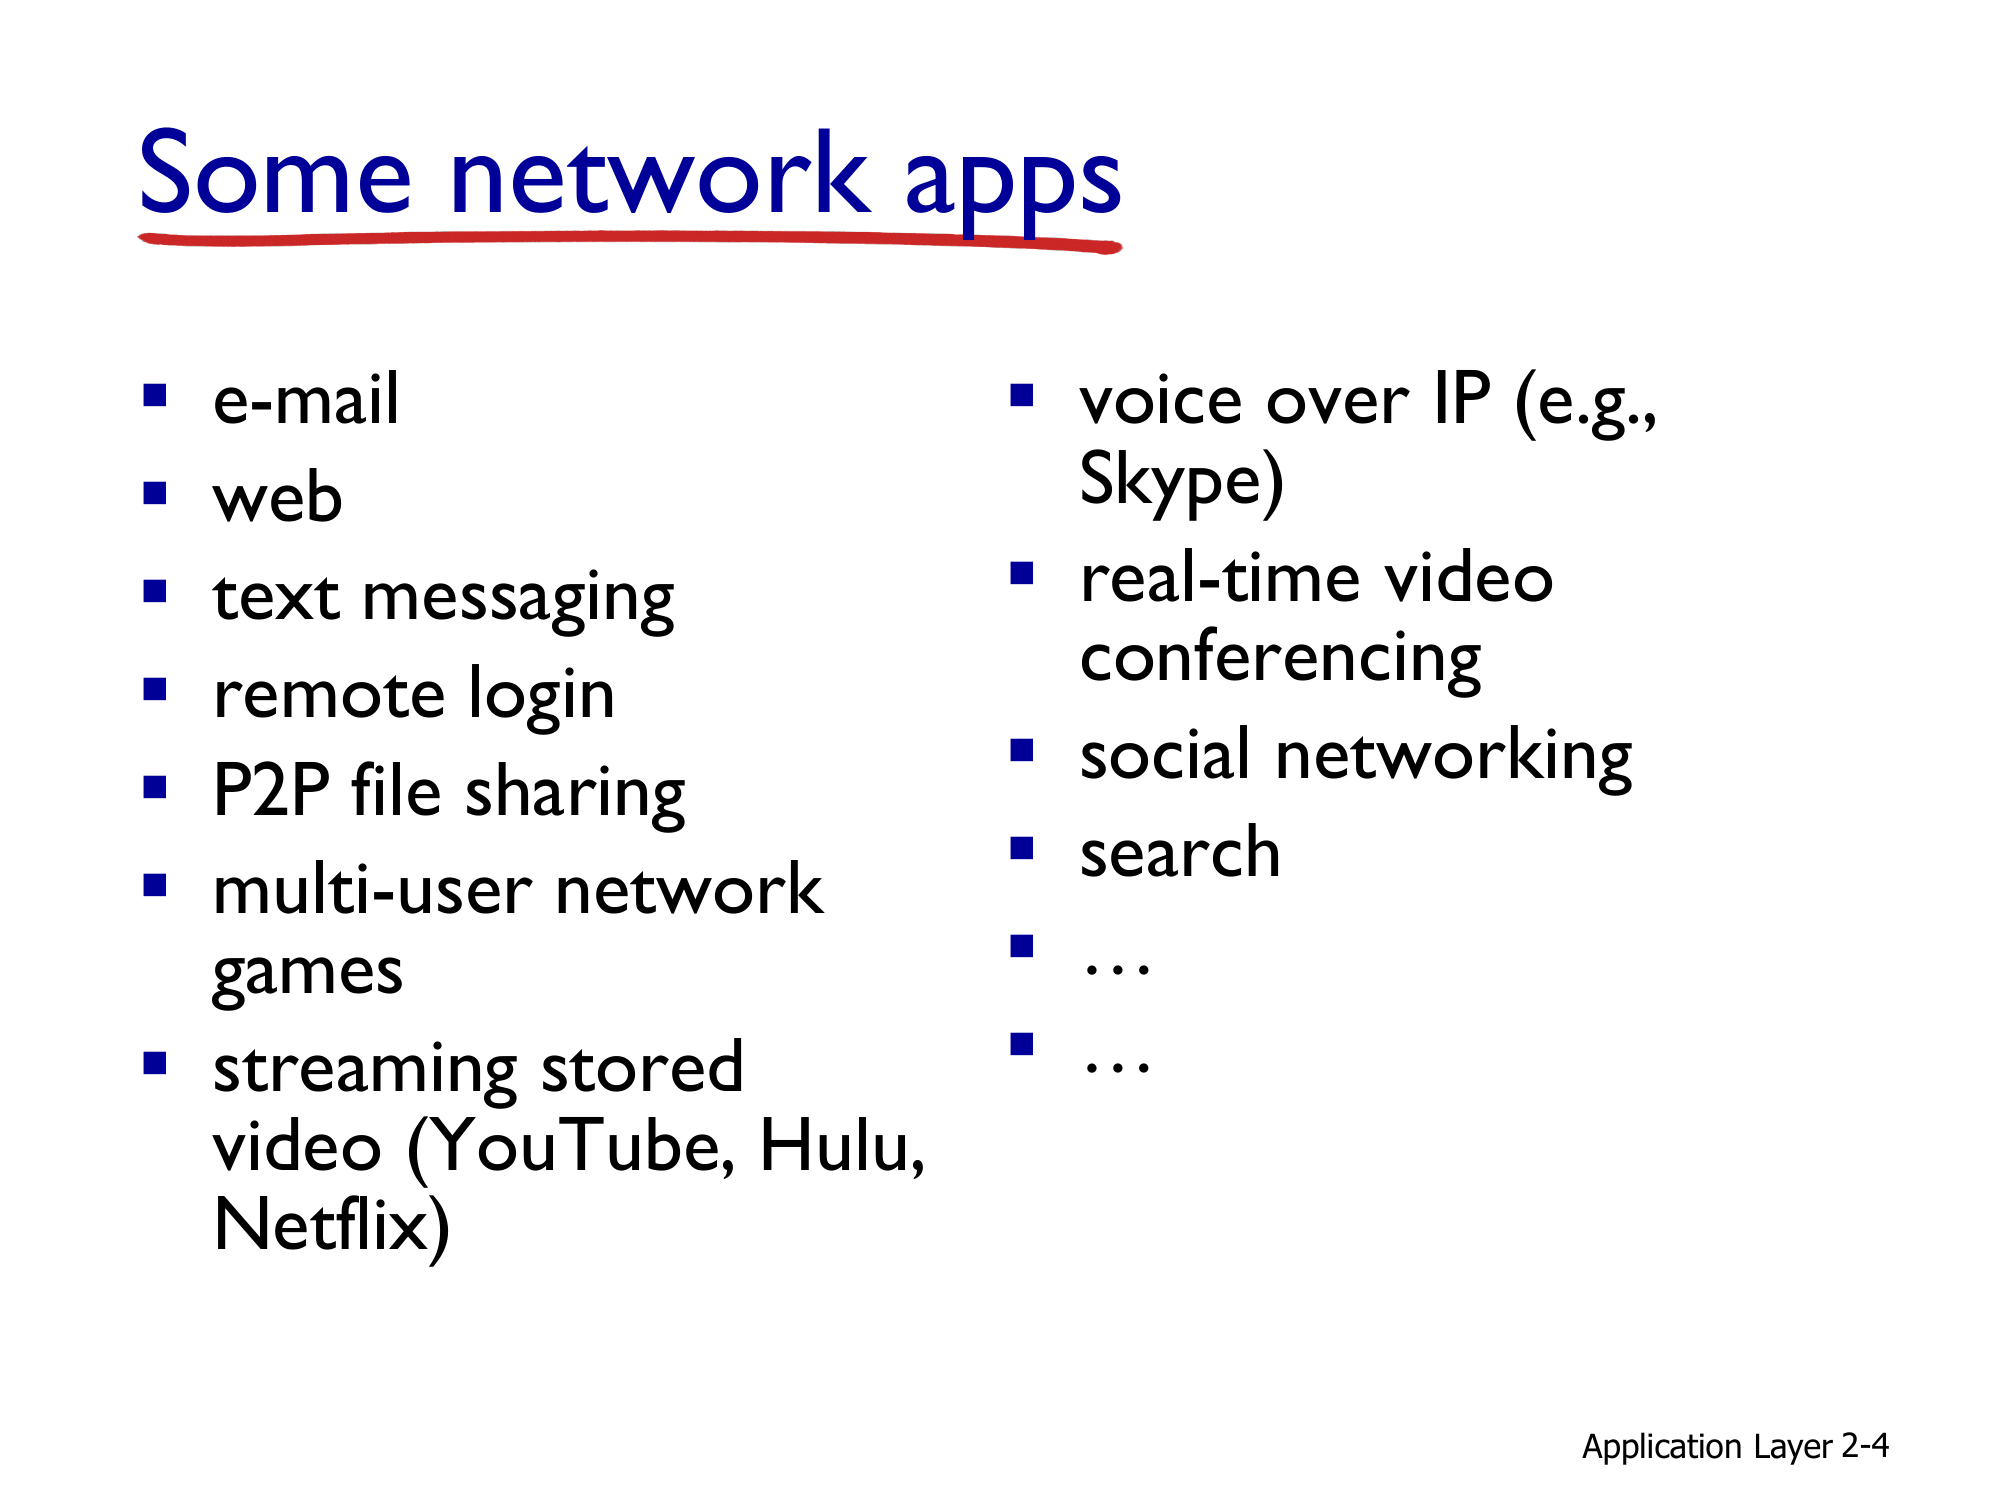 Some network apps
▪ e-mail
▪ web
▪ text messaging
▪ remote login
▪ P2P file sharing
▪ multi-user network
games
▪ streaming stored
video (YouTube, Hulu,
Netflix)
▪ voice over IP (e.g.,
Skype)
▪ real-time video
conferencing
▪ social networking
▪ search
▪ …
▪ …
Application Layer 2-4